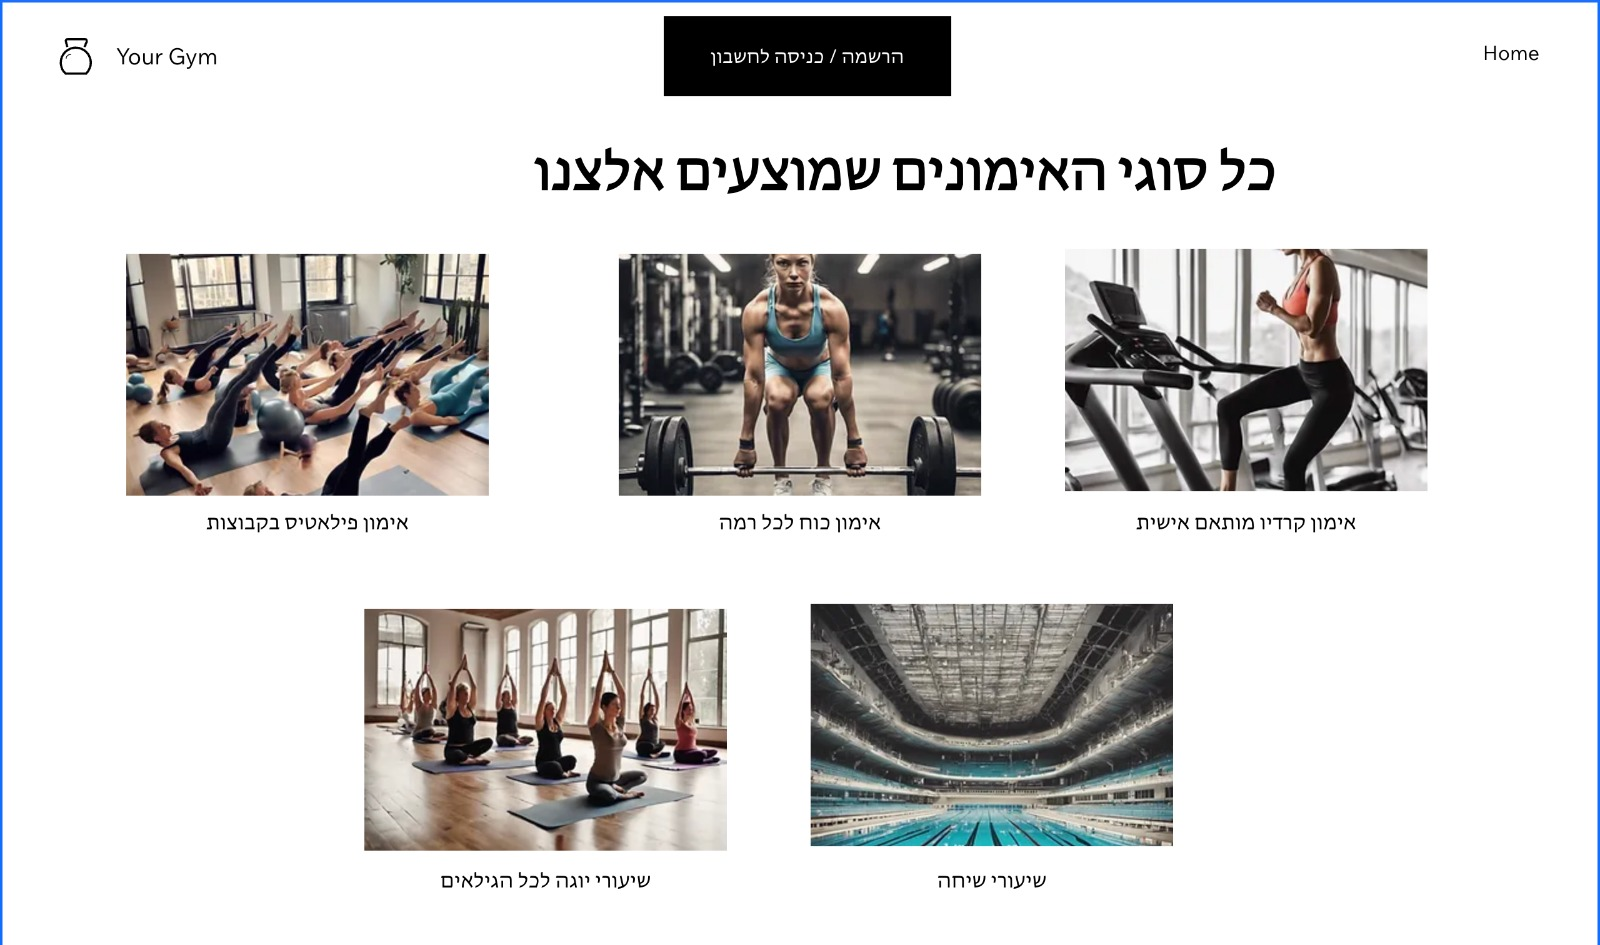 Your Gym
הרשמה / כניסה לחשבון
Home
כל סוגי האימונים שמוצעים אלצנו
אימון קרדיו מותאם אישית
אימון כוח לכל רמה
אימון פילאטיס בקבוצות
שיעורי שיחה
שיעורי יוגה לכל הגילאים